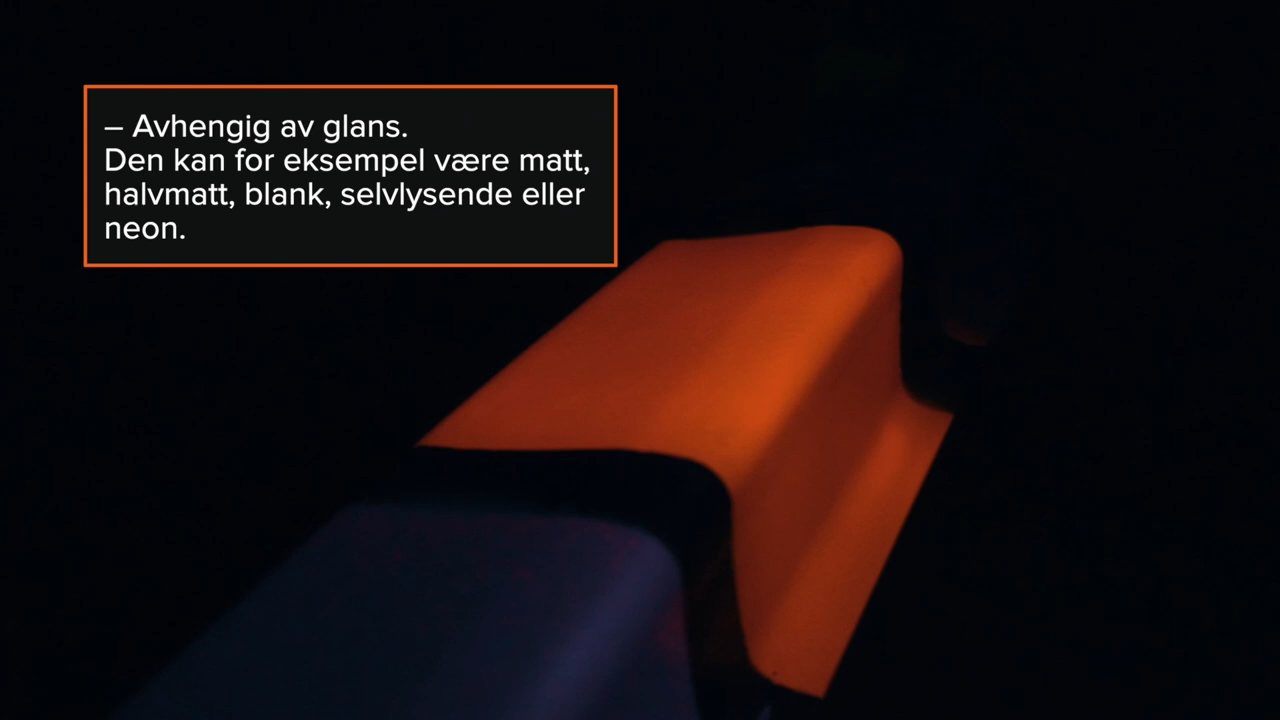 – Avhengig av glans.
Den kan for eksempel være matt,
halvmatt, blank, selvlysende eller
neon.